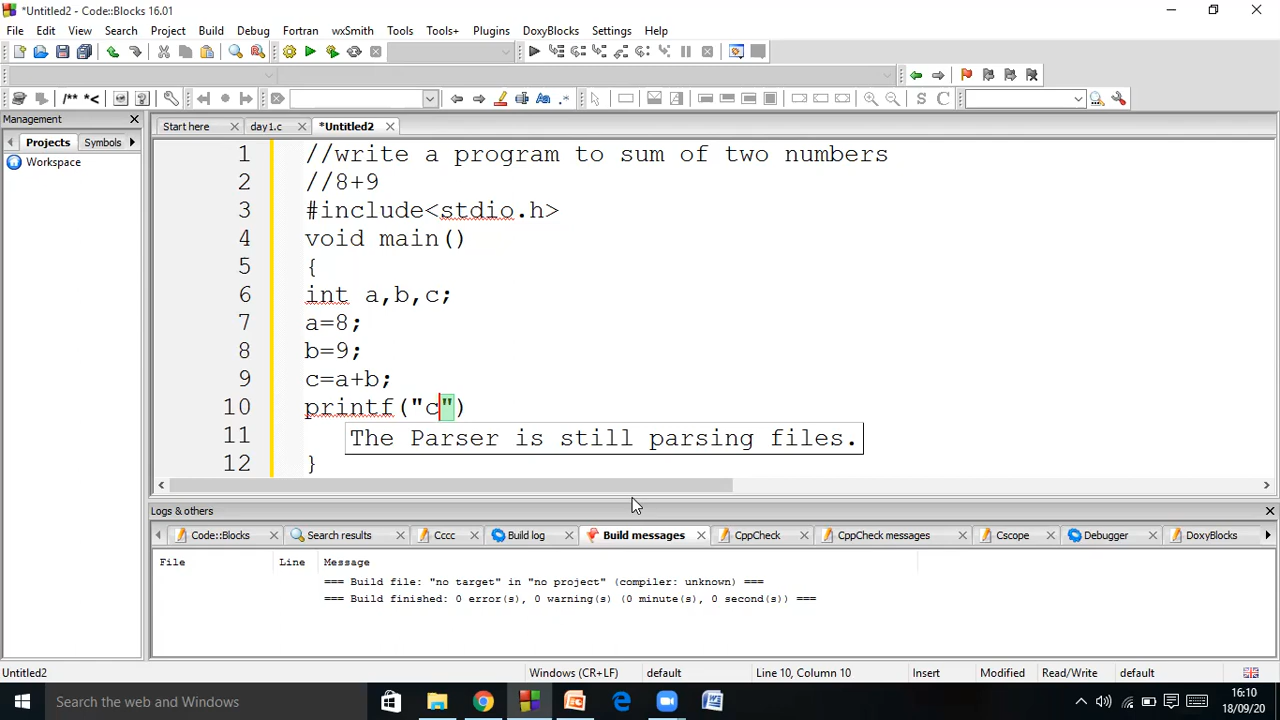 *Untitled2 - Code::Blocks 16.01
File Edit View Search Project Build Debug Fortran wxSmith Tools Tools+ Plugins DoxyBlocks Settings Help
/** *<
S C
Management
Start here day1.c *Untitled2
Projects Symbols
Workspace
1 //write a program to sum of two numbers
2 //8+9
3 #include<stdio.h>
4 void main()
5 {
6 int a,b,c;
7 a=8;
8 b=9;
9 c=a+b;
10 printf("c")
11 The Parser is still parsing files.
12 }
Logs & others
Code::Blocks Search results Cccc Build log Build messages CppCheck CppCheck messages Cscope Debugger DoxyBlocks
File Line Message
=== Build file: "no target" in "no project" (compiler: unknown) ===
=== Build finished: 0 error(s), 0 warning(s) (0 minute(s), 0 second(s)) ===
Untitled2 Windows (CR+LF) default Line 10, Column 10 Insert Modified Read/Write default
Search the web and Windows
16:10
18/09/20